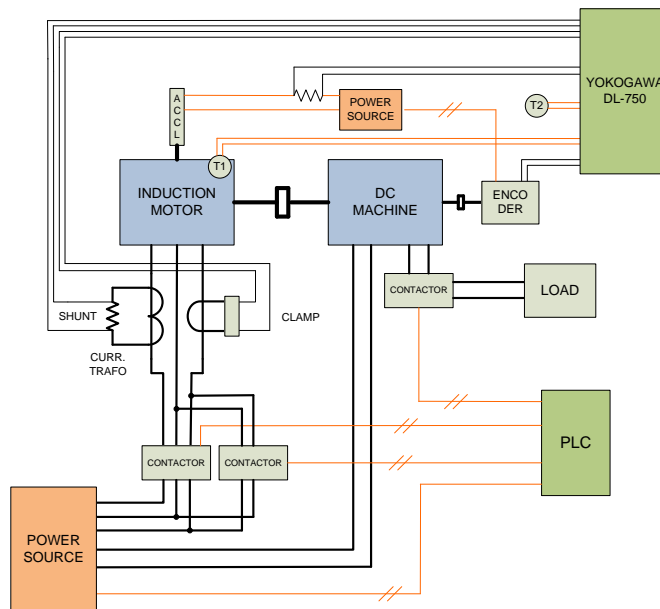 YOKOGAWA
DL-750
A
C
C
L
POWER
SOURCE
T2
T1
INDUCTION
MOTOR
DC
MACHINE
ENCO
DER
CONTACTOR
LOAD
SHUNT
CLAMP
CURR.
TRAFO
PLC
CONTACTOR
CONTACTOR
POWER
SOURCE